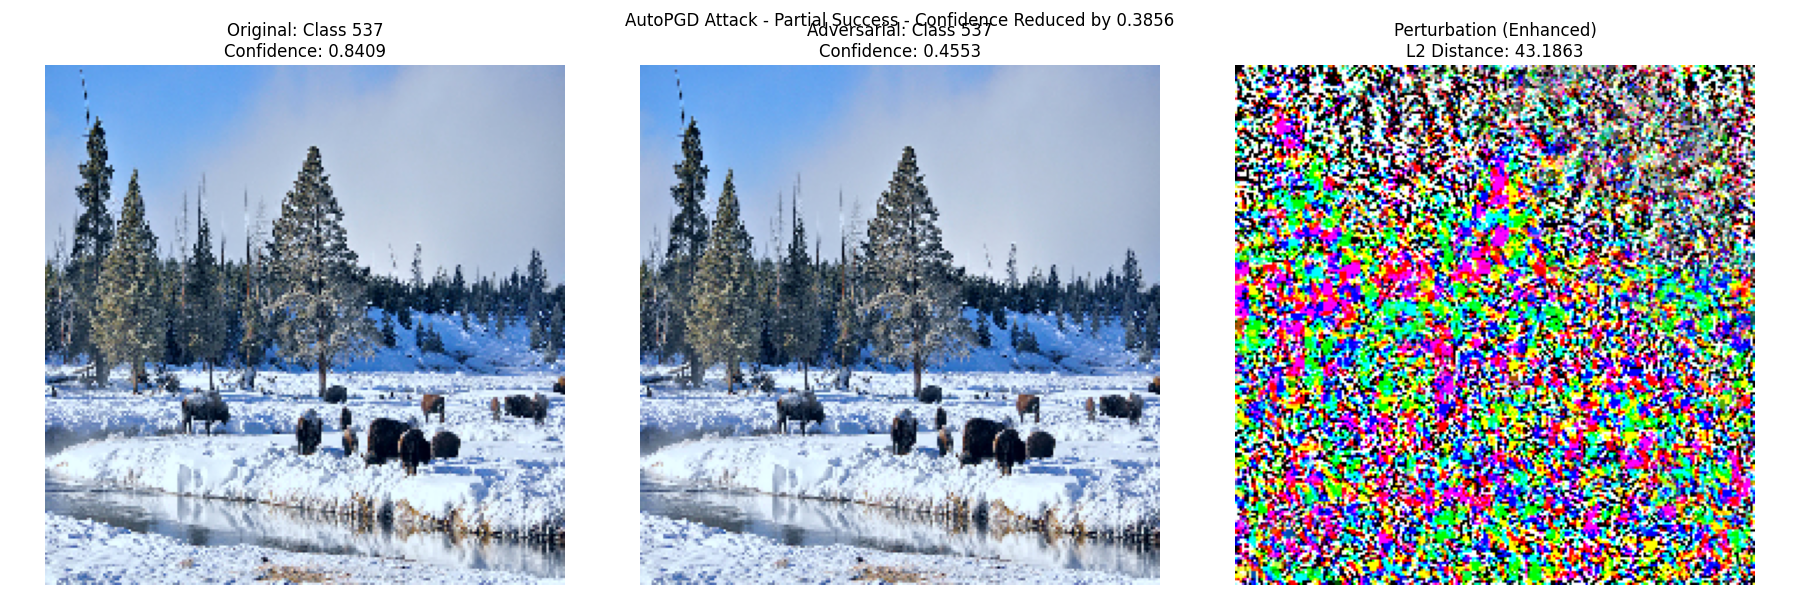 AutoPGD Attack - Partial Success - Confidence Reduced by 0.3856
Original: Class 537
Confidence: 0.8409
Adversarial: Class 537
Confidence: 0.4553
Perturbation (Enhanced)
L2 Distance: 43.1863